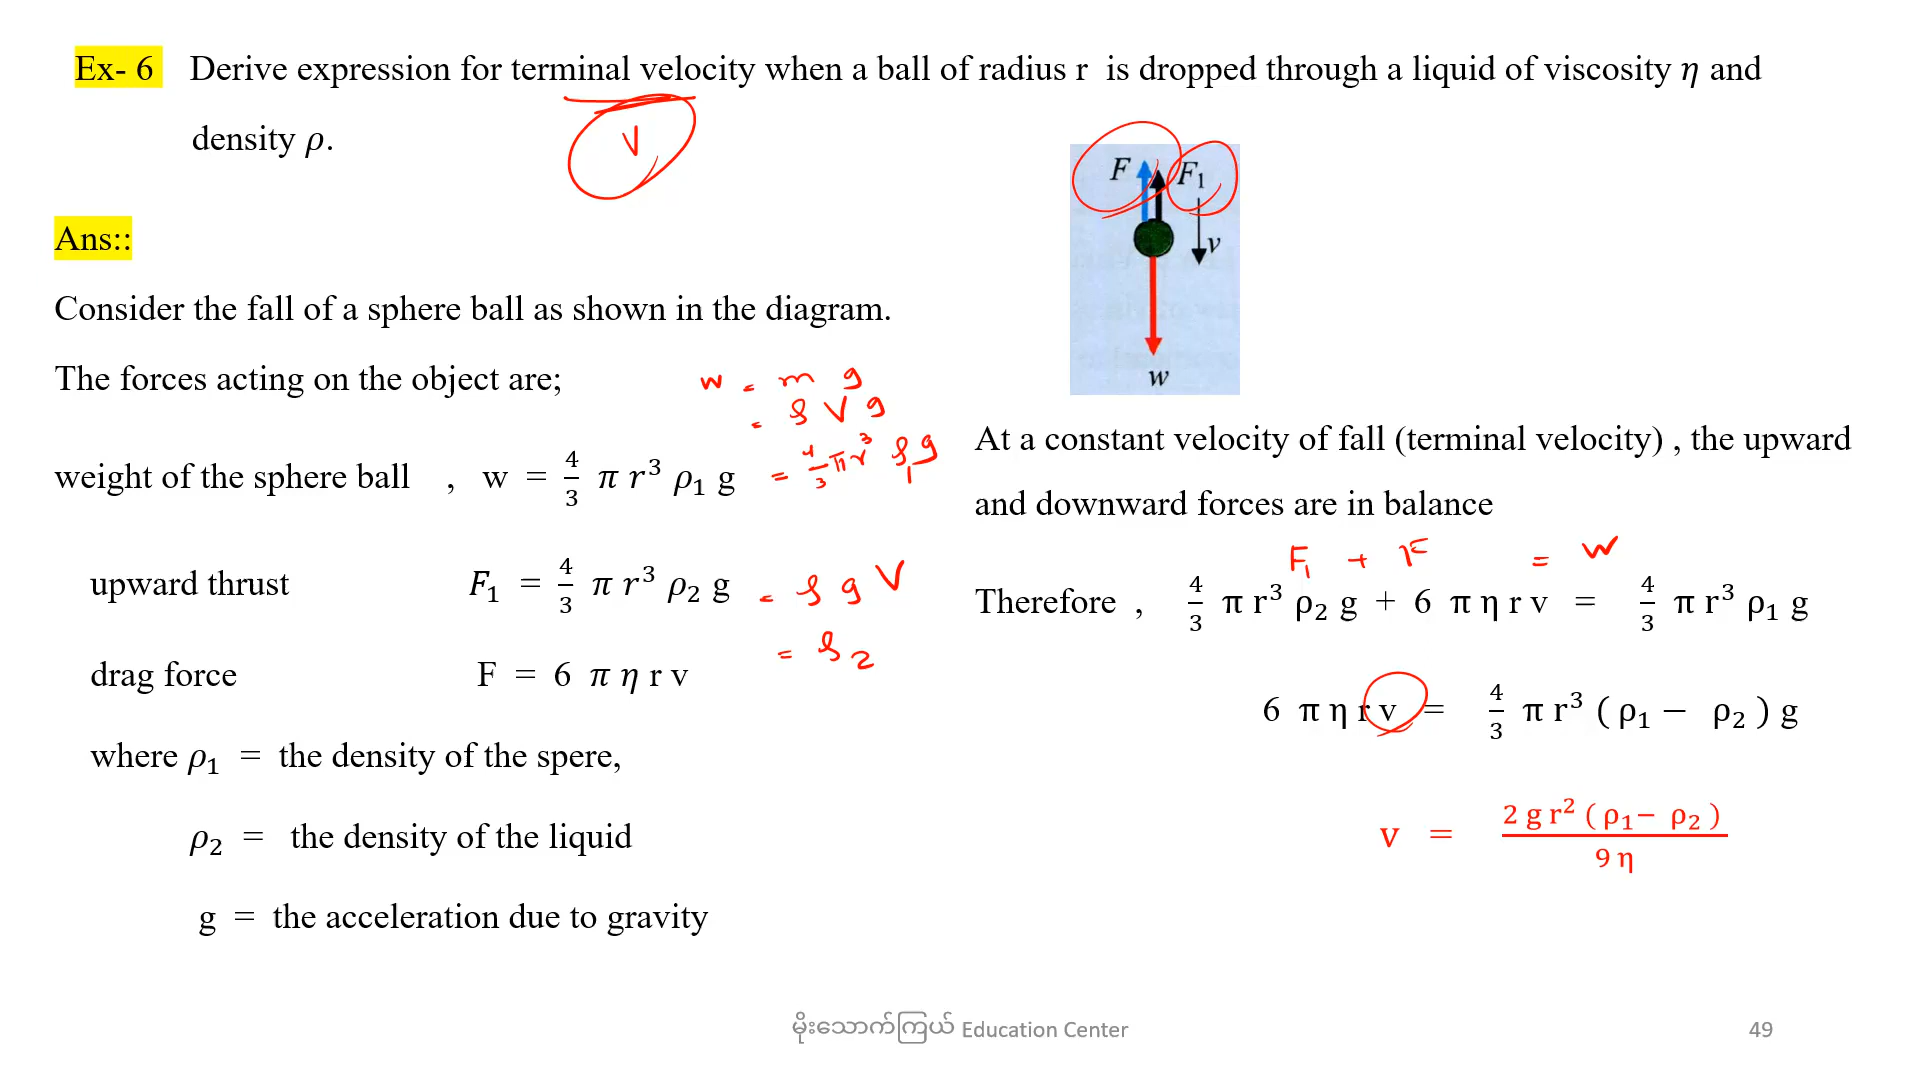 Ex- 6 Derive expression for terminal velocity when a ball of radius r is dropped through a liquid of viscosity η and
density ρ.
V
F F₁
v
w
Ans::
Consider the fall of a sphere ball as shown in the diagram.
The forces acting on the object are;
w = m g
= ρ V g
weight of the sphere ball , w = 4/3 π r³ ρ₁ g = 4/3 π r³ ρ₁ g
upward thrust F₁ = 4/3 π r³ ρ₂ g = ρ g V
= ρ₂
drag force F = 6 π η r v
where ρ₁ = the density of the spere,
ρ₂ = the density of the liquid
g = the acceleration due to gravity
At a constant velocity of fall (terminal velocity) , the upward
and downward forces are in balance
F₁ + F = W
Therefore , 4/3 π r³ ρ₂ g + 6 π η r v = 4/3 π r³ ρ₁ g
6 π η r v = 4/3 π r³ ( ρ₁ − ρ₂ ) g
v = 2 g r² ( ρ₁− ρ₂ ) / 9 η
မိုးသောက်ကြယ် Education Center
49